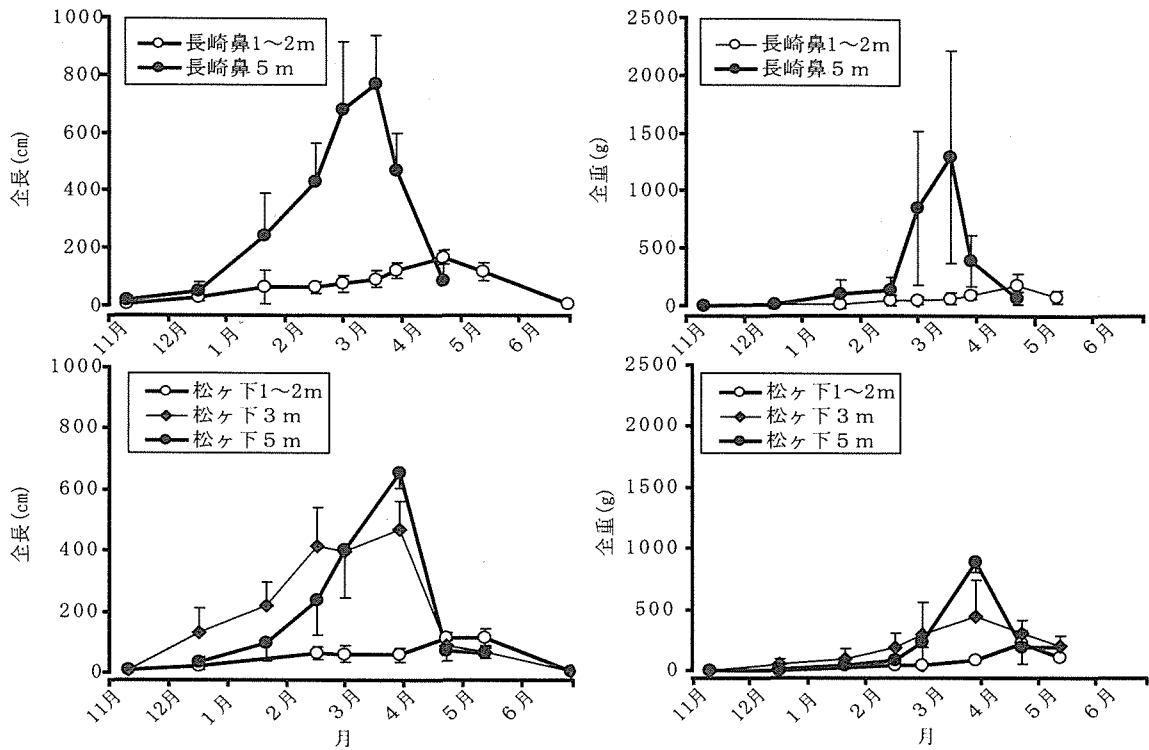 1000
800
600
400
200
0
全長(cm)
長崎鼻1～2m
長崎鼻5m
11月
12月
1月
2月
3月
4月
5月
6月
2500
2000
1500
1000
500
0
全重(g)
長崎鼻1～2m
長崎鼻5m
11月
12月
1月
2月
3月
4月
5月
6月
1000
800
600
400
200
0
全長(cm)
松ヶ下1～2m
松ヶ下3m
松ヶ下5m
11月
12月
1月
2月
3月
4月
5月
6月
月
2500
2000
1500
1000
500
0
全重(g)
松ヶ下1～2m
松ヶ下3m
松ヶ下5m
11月
12月
1月
2月
3月
4月
5月
6月
月